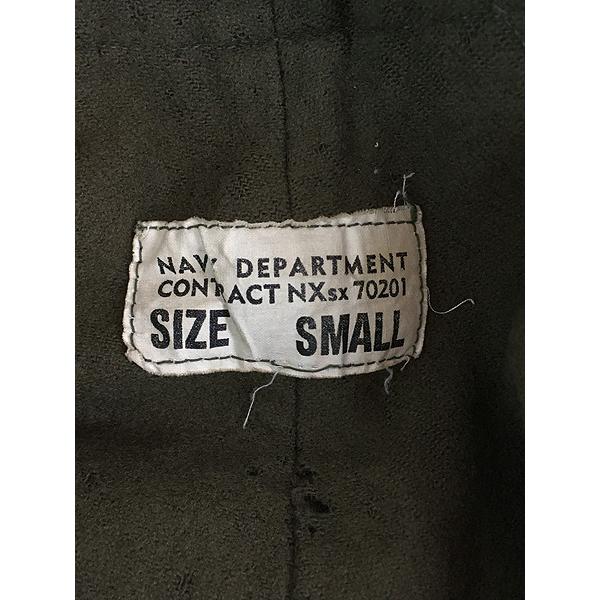 NAVY DEPARTMENT
CONTRACT NXsx 70201
SIZE SMALL